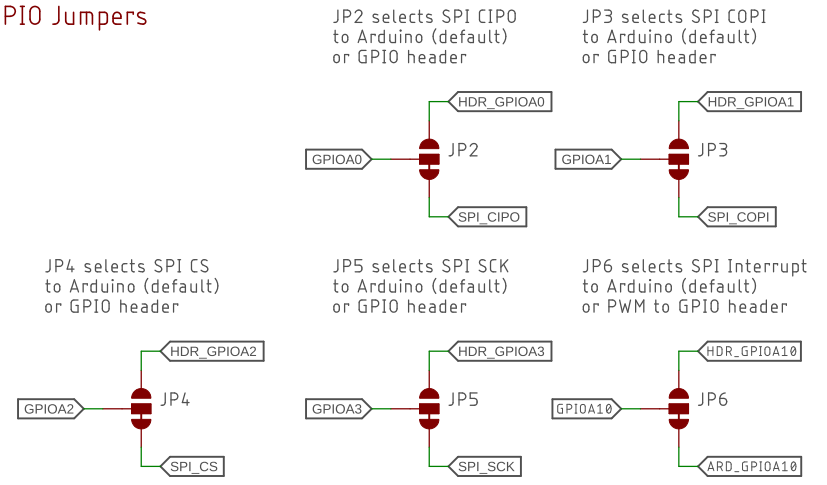 PIO Jumpers
JP2 selects SPI CIPO
to Arduino (default)
or GPIO header
HDR_GPIOA0
GPIOA0
JP2
SPI_CIPO
JP3 selects SPI COPI
to Arduino (default)
or GPIO header
HDR_GPIOA1
GPIOA1
JP3
SPI_COPI
JP4 selects SPI CS
to Arduino (default)
or GPIO header
HDR_GPIOA2
GPIOA2
JP4
SPI_CS
JP5 selects SPI SCK
to Arduino (default)
or GPIO header
HDR_GPIOA3
GPIOA3
JP5
SPI_SCK
JP6 selects SPI Interrupt
to Arduino (default)
or PWM to GPIO header
HDR_GPIOA10
GPIOA10
JP6
ARD_GPIOA10